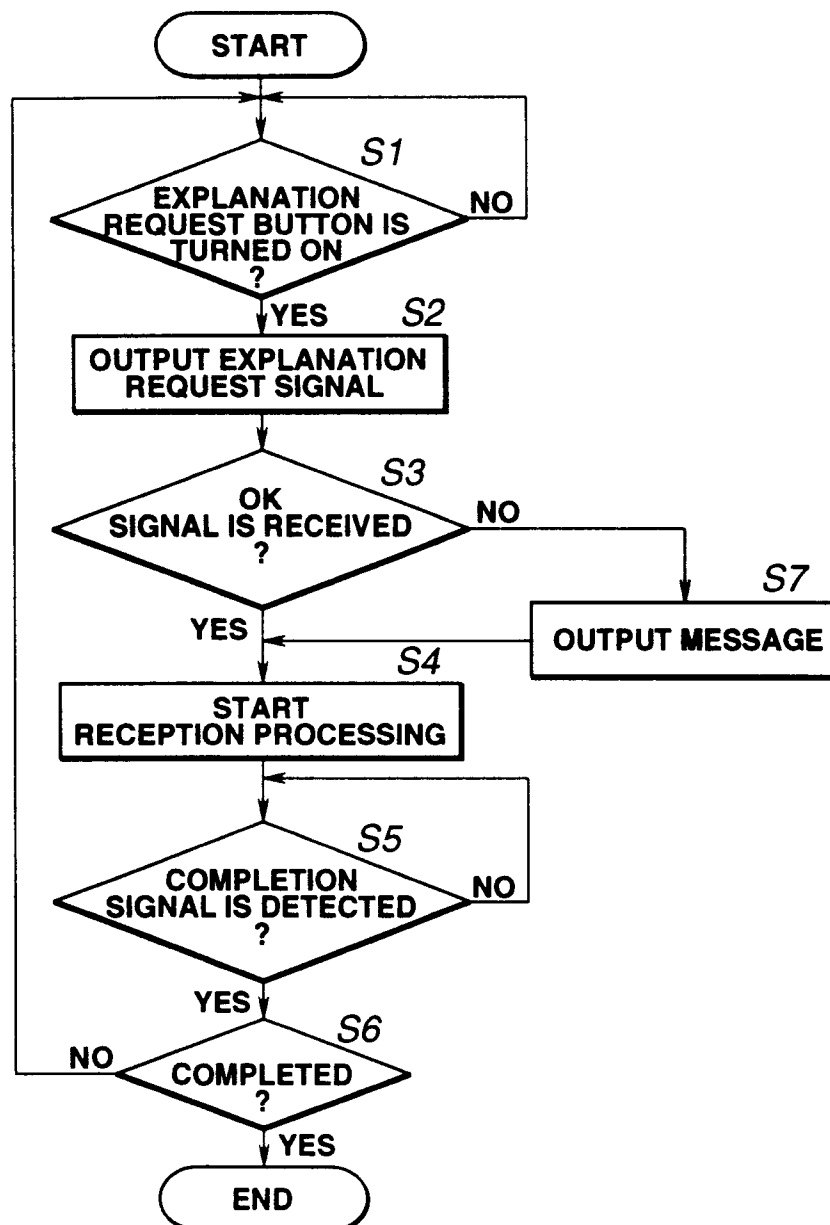 START
S1
EXPLANATION
REQUEST BUTTON IS
TURNED ON
?
NO
YES
S2
OUTPUT EXPLANATION
REQUEST SIGNAL
S3
OK
SIGNAL IS RECEIVED
?
NO
YES
S7
OUTPUT MESSAGE
S4
START
RECEPTION PROCESSING
S5
COMPLETION
SIGNAL IS DETECTED
?
NO
YES
S6
COMPLETED
?
NO
YES
END